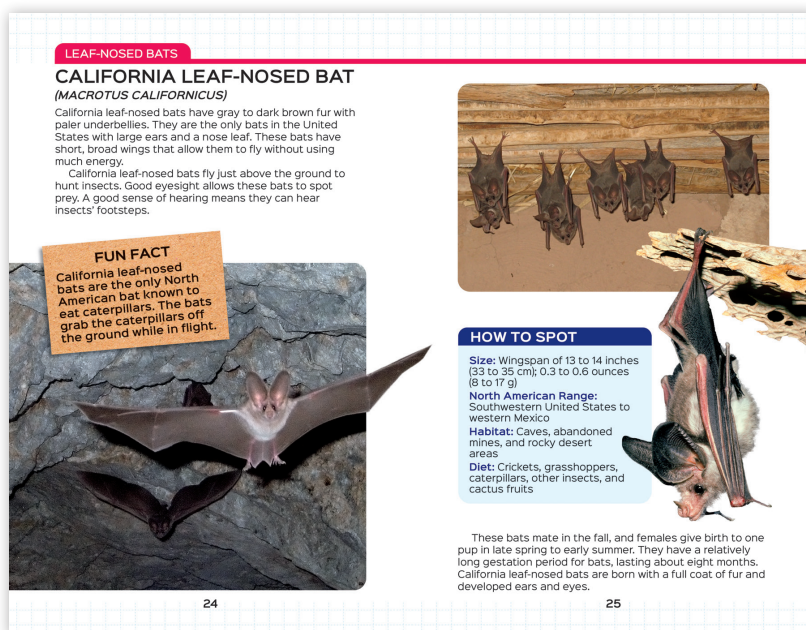 LEAF-NOSED BATS
CALIFORNIA LEAF-NOSED BAT
(MACROTUS CALIFORNICUS)
California leaf-nosed bats have gray to dark brown fur with
paler underbellies. They are the only bats in the United
States with large ears and a nose leaf. These bats have
short, broad wings that allow them to fly without using
much energy.
California leaf-nosed bats fly just above the ground to
hunt insects. Good eyesight allows these bats to spot
prey. A good sense of hearing means they can hear
insects' footsteps.
FUN FACT
California leaf-nosed
bats are the only North
American bat known to
eat caterpillars. The bats
grab the caterpillars off
the ground while in flight.
24
HOW TO SPOT
Size: Wingspan of 13 to 14 inches
(33 to 35 cm); 0.3 to 0.6 ounces
(8 to 17 g)
North American Range:
Southwestern United States to
western Mexico
Habitat: Caves, abandoned
mines, and rocky desert
areas
Diet: Crickets, grasshoppers,
caterpillars, other insects, and
cactus fruits
These bats mate in the fall, and females give birth to one
pup in late spring to early summer. They have a relatively
long gestation period for bats, lasting about eight months.
California leaf-nosed bats are born with a full coat of fur and
developed ears and eyes.
25